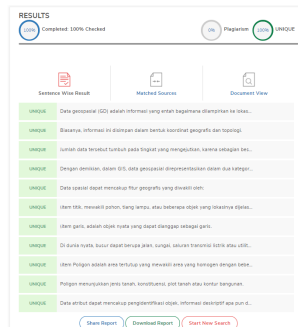 RESULTS
100% Completed: 100% Checked
0% Plagiarism 100% UNIQUE
Sentence Wise Result Matched Sources Document View
UNIQUE Data geospasial (GD) adalah informasi yang entah bagaimana dilampirkan ke lokas...
UNIQUE Biasanya, informasi ini disimpan dalam bentuk koordinat geografis dan topologi.
UNIQUE Jumlah data tersebut tumbuh pada tingkat yang mengejutkan, karena sebagian bes...
UNIQUE Dengan demikian, dalam GIS, data geospasial direpresentasikan dalam dua kategor...
UNIQUE Data spasial dapat mencakup fitur geografis yang diwakili oleh:
UNIQUE item titik, mewakili pohon, tiang lampu, atau beberapa objek yang lokasinya dijelas...
UNIQUE item garis, adalah objek nyata yang dapat dianggap sebagai garis.
UNIQUE Di dunia nyata, busur dapat berupa jalan, sungai, saluran transmisi listrik atau utilit...
UNIQUE item Poligon adalah area tertutup yang mewakili area yang homogen dengan bebe...
UNIQUE Poligon menunjukkan jenis tanah, konstituensi, plot tanah atau kontur bangunan.
UNIQUE Data atribut dapat mencakup pengidentifikasi objek, informasi deskriptif apa pun d...
Share Report Download Report Start New Search